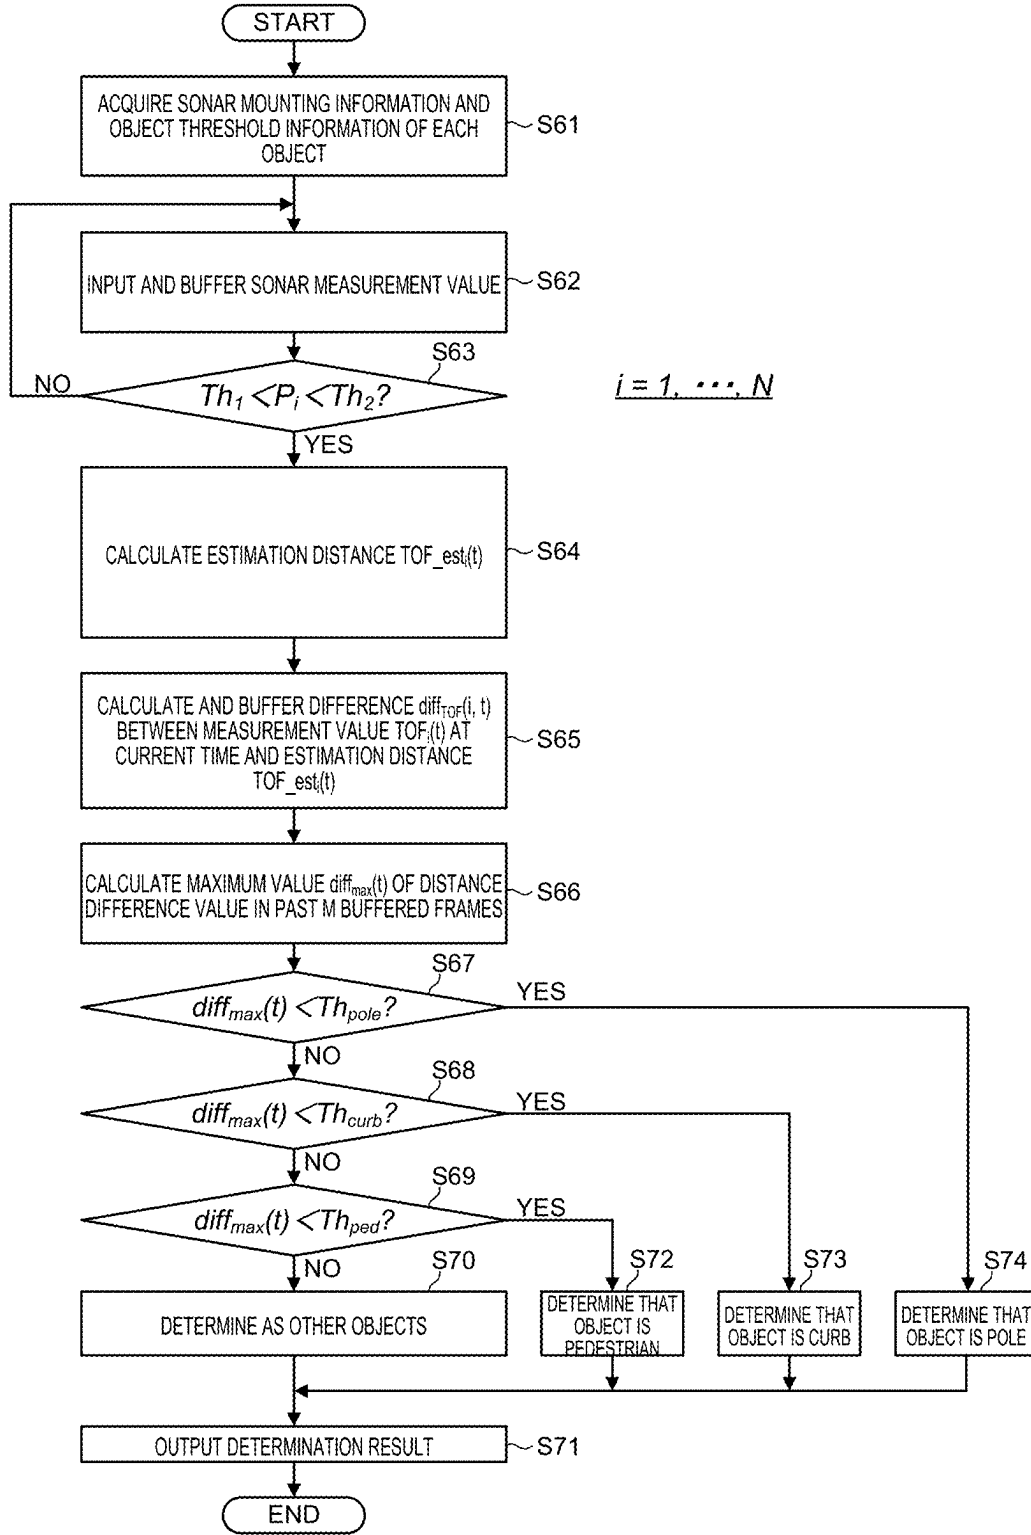 START
ACQUIRE SONAR MOUNTING INFORMATION AND
OBJECT THRESHOLD INFORMATION OF EACH
OBJECT
S61
INPUT AND BUFFER SONAR MEASUREMENT VALUE
S62
S63
NO
Th1 <Pi <Th2?
i = 1, ･･･, N
YES
CALCULATE ESTIMATION DISTANCE TOF_esti(t)
S64
CALCULATE AND BUFFER DIFFERENCE diffTOF(i, t)
BETWEEN MEASUREMENT VALUE TOFi(t) AT
CURRENT TIME AND ESTIMATION DISTANCE
TOF_esti(t)
S65
CALCULATE MAXIMUM VALUE diffmax(t) OF DISTANCE
DIFFERENCE VALUE IN PAST M BUFFERED FRAMES
S66
S67
diffmax(t) <Thpole?
YES
NO
S68
diffmax(t) <Thcurb?
YES
NO
S69
diffmax(t) <Thped?
YES
NO
S70
DETERMINE AS OTHER OBJECTS
S72
DETERMINE THAT
OBJECT IS
PEDESTRIAN
S73
DETERMINE THAT
OBJECT IS CURB
S74
DETERMINE THAT
OBJECT IS POLE
OUTPUT DETERMINATION RESULT
S71
END